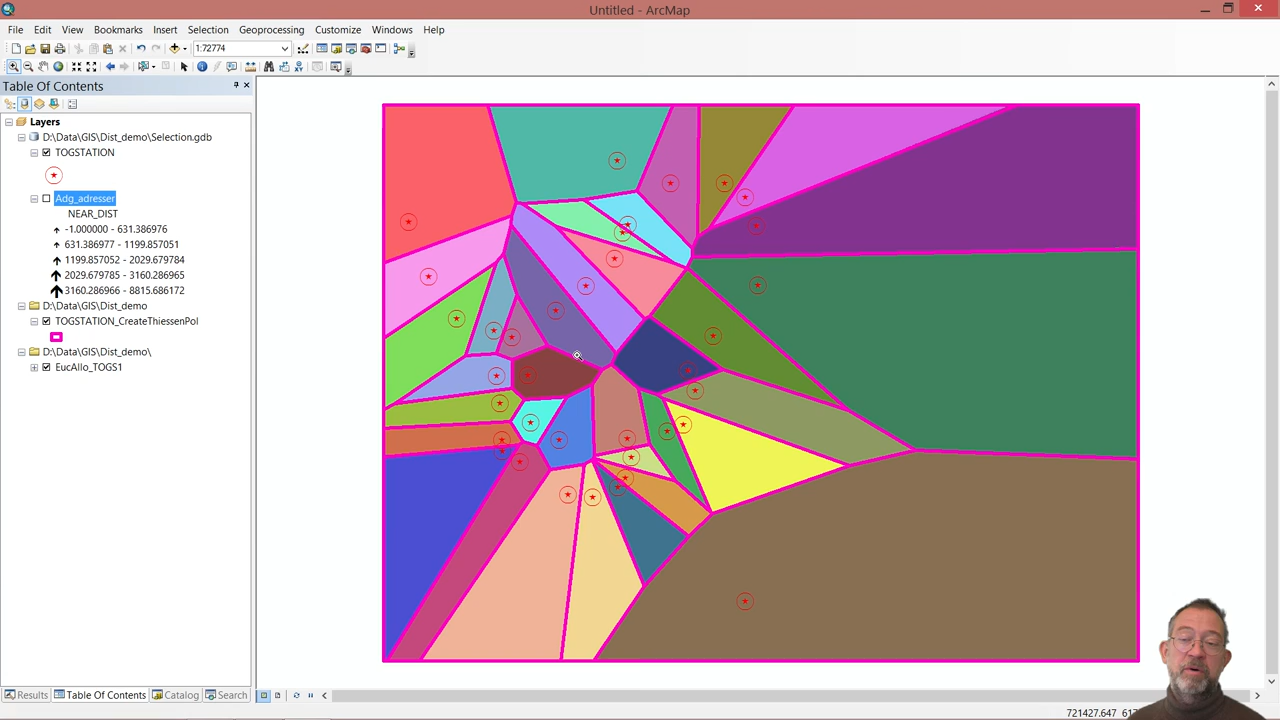 Untitled - ArcMap
File Edit View Bookmarks Insert Selection Geoprocessing Customize Windows Help
1:72774
Table Of Contents
Layers
D:\Data\GIS\Dist_demo\Selection.gdb
TOGSTATION
Adg_adresser
NEAR_DIST
-1.000000 - 631.386976
631.386977 - 1199.857051
1199.857052 - 2029.679784
2029.679785 - 3160.286965
3160.286966 - 8815.686172
D:\Data\GIS\Dist_demo
TOGSTATION_CreateThiessenPol
D:\Data\GIS\Dist_demo\
EucAllo_TOGS1
Results Table Of Contents Catalog Search
721427.647